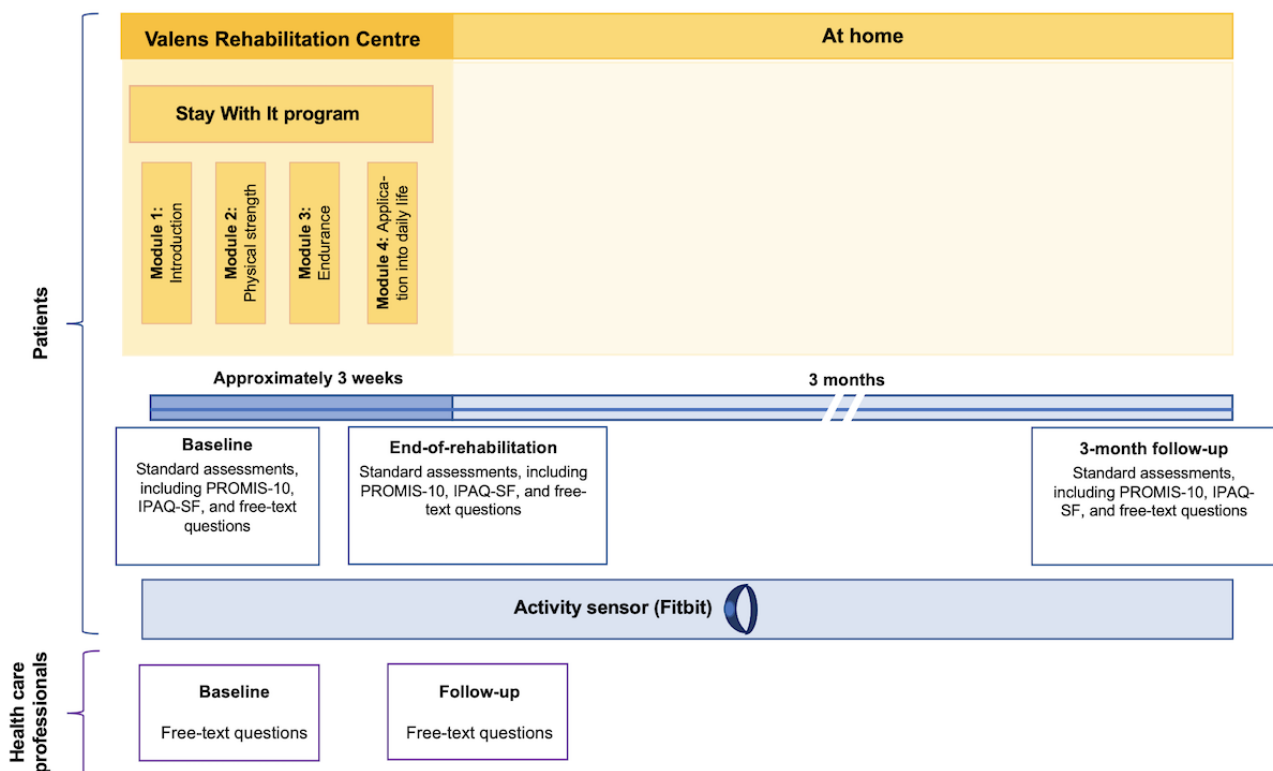 Valens Rehabilitation Centre
At home
Stay With It program
Module 1:
Introduction
Module 2:
Physical strength
Module 3:
Endurance
Module 4: Applica-
tion into daily life
Patients
Approximately 3 weeks
3 months
Baseline
Standard assessments,
including PROMIS-10,
IPAQ-SF, and free-text
questions
End-of-rehabilitation
Standard assessments, including
PROMIS-10, IPAQ-SF, and free-
text questions
3-month follow-up
Standard assessments,
including PROMIS-10, IPAQ-
SF, and free-text questions
Activity sensor (Fitbit)
Health care
professionals
Baseline
Free-text questions
Follow-up
Free-text questions